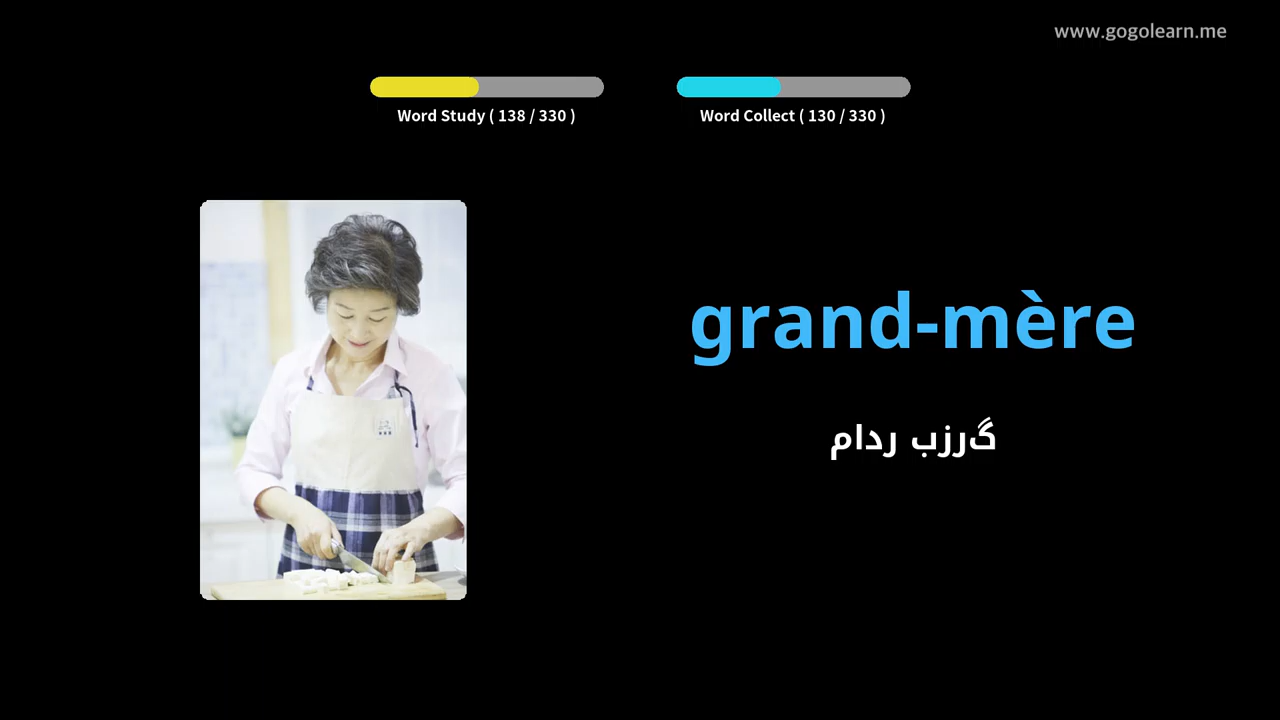 www.gogolearn.me
Word Study ( 138 / 330 )
Word Collect ( 130 / 330 )
grand-mère
گرزب ردام